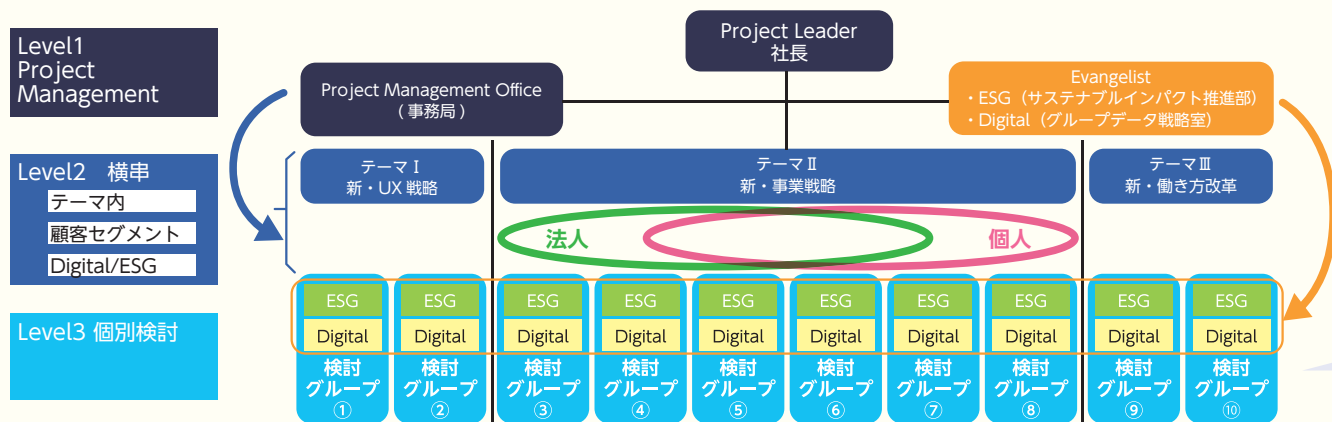 Level1
Project
Management
Project Leader
社長
Project Management Office
(事務局)
Evangelist
・ESG（サステナブルインパクト推進部）
・Digital（グループデータ戦略室）
Level2　横串
テーマ内
顧客セグメント
Digital/ESG
テーマⅠ
新・UX 戦略
テーマⅡ
新・事業戦略
テーマⅢ
新・働き方改革
法人
個人
Level3 個別検討
ESG ESG ESG ESG ESG ESG ESG ESG ESG ESG
Digital Digital Digital Digital Digital Digital Digital Digital Digital Digital
検討 検討 検討 検討 検討 検討 検討 検討 検討 検討
グループ グループ グループ グループ グループ グループ グループ グループ グループ グループ
① ② ③ ④ ⑤ ⑥ ⑦ ⑧ ⑨ ⑩